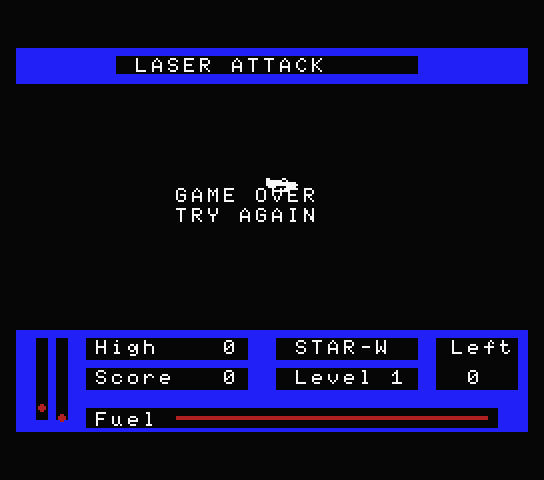 LASER ATTACK
GAME OVER
TRY AGAIN
High 0
STAR-W
Left
Score 0
Level 1
0
Fuel